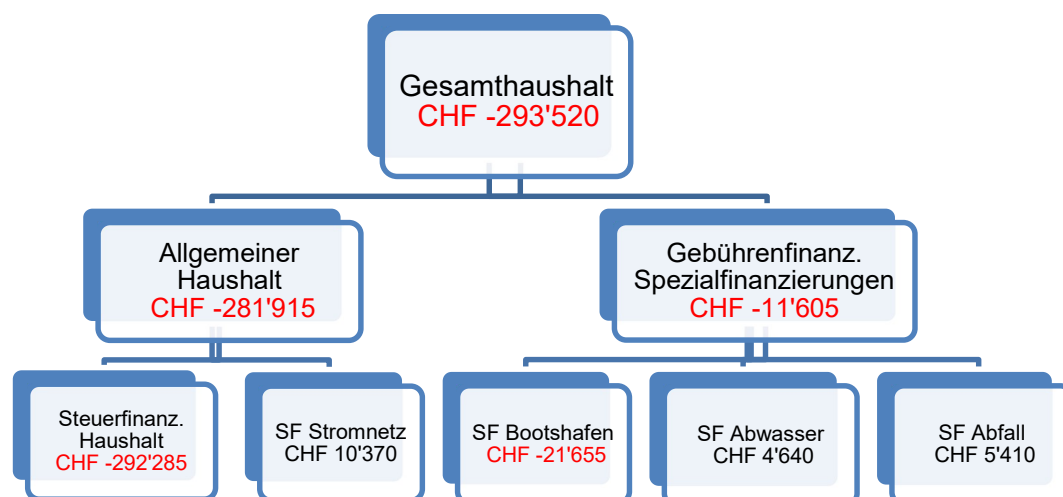 Gesamthaushalt
CHF -293'520
Allgemeiner
Haushalt
CHF -281'915
Gebührenfinanz.
Spezialfinanzierungen
CHF -11'605
Steuerfinanz.
Haushalt
CHF -292'285
SF Stromnetz
CHF 10'370
SF Bootshafen
CHF -21'655
SF Abwasser
CHF 4'640
SF Abfall
CHF 5'410